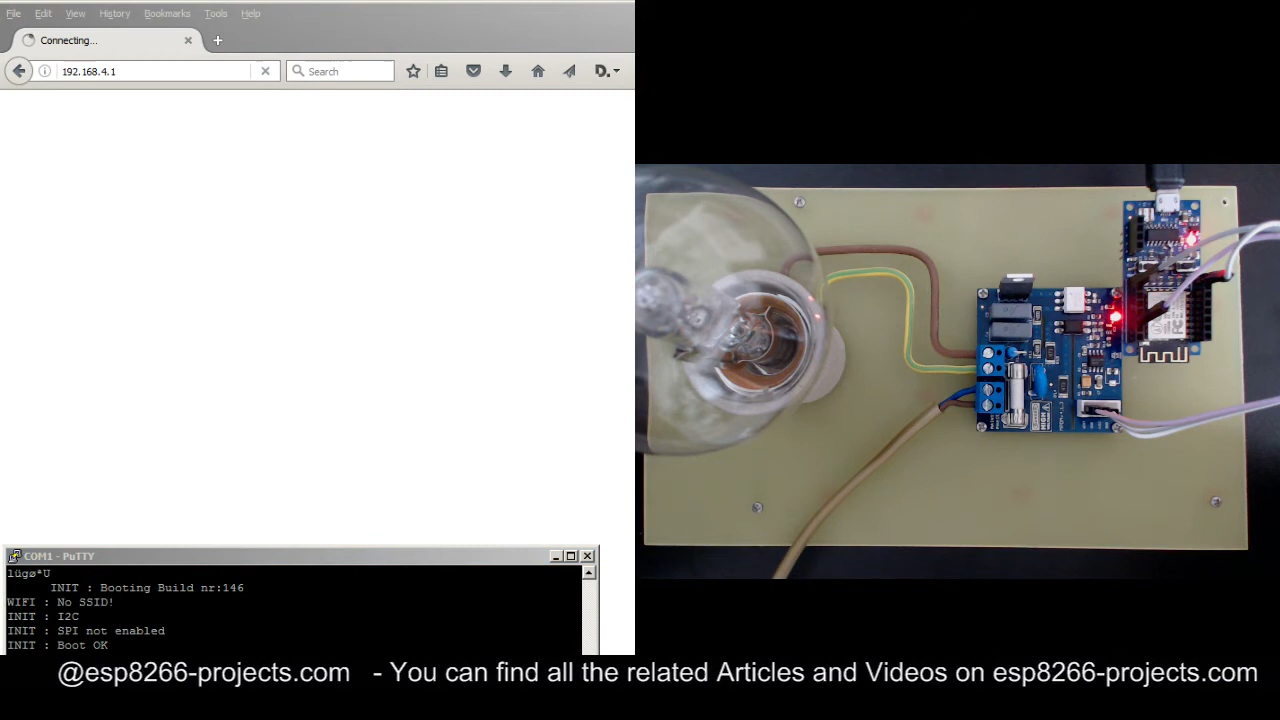 File Edit View History Bookmarks Tools Help
Connecting...
192.168.4.1
Search
D.
COM1 - PuTTY
lügøªU
INIT : Booting Build nr:146
WIFI : No SSID!
INIT : I2C
INIT : SPI not enabled
INIT : Boot OK
HIGH
@esp8266-projects.com - You can find all the related Articles and Videos on esp8266-projects.com